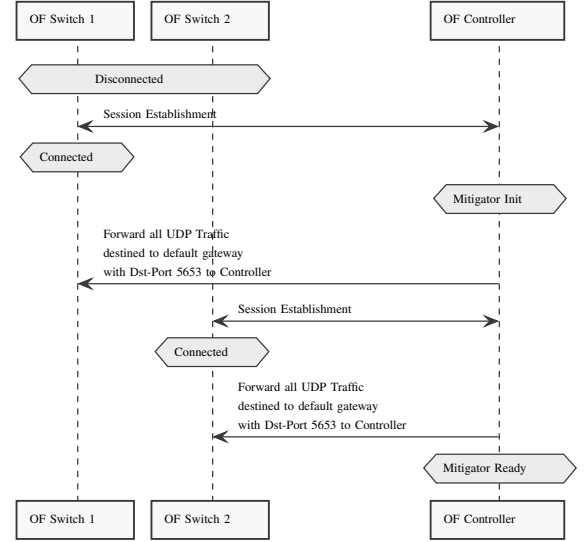 OF Switch 1
OF Switch 2
OF Controller
Disconnected
Session Establishment
Connected
Mitigator Init
Forward all UDP Traffic
destined to default gateway
with Dst-Port 5653 to Controller
Session Establishment
Connected
Forward all UDP Traffic
destined to default gateway
with Dst-Port 5653 to Controller
Mitigator Ready
OF Switch 1
OF Switch 2
OF Controller